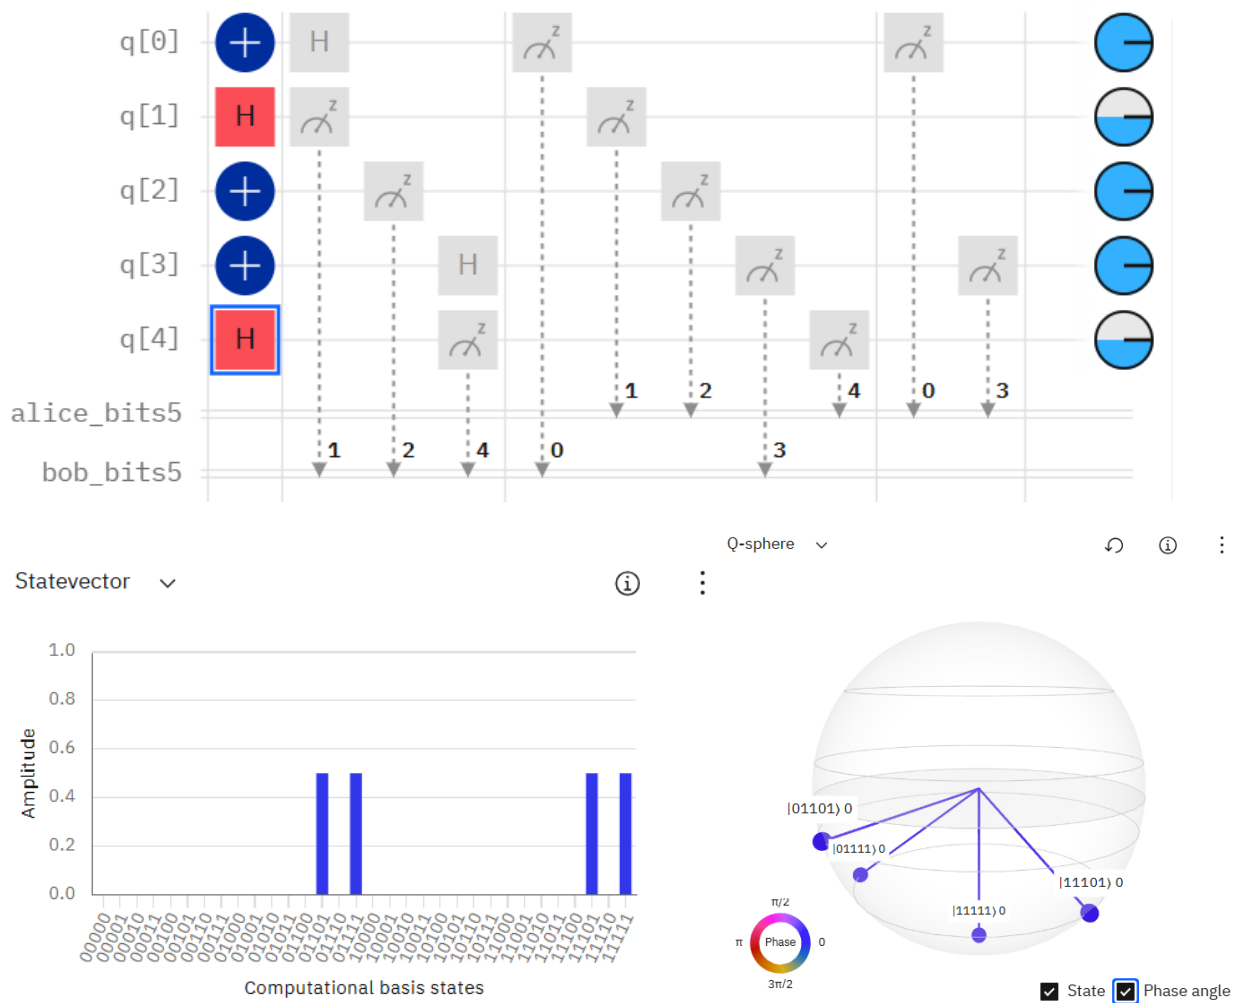 q[0] H z z
q[1] H z z
q[2] z z
q[3] H z z
q[4] H z z
alice_bits5 1 2 4 0 3
bob_bits5 1 2 4 0 3
Q-sphere
Statevector
1.0
0.8
0.6
0.4
0.2
0.0
Amplitude
00000 00001 00010 00011 00100 00101 00110 00111 01000 01001 01010 01011 01100 01101 01110 01111 10000 10001 10010 10011 10100 10101 10110 10111 11000 11001 11010 11011 11100 11101 11110 11111
Computational basis states
|01101⟩ 0
|01111⟩ 0
|11101⟩ 0
|11111⟩ 0
π/2
π Phase 0
3π/2
State Phase angle